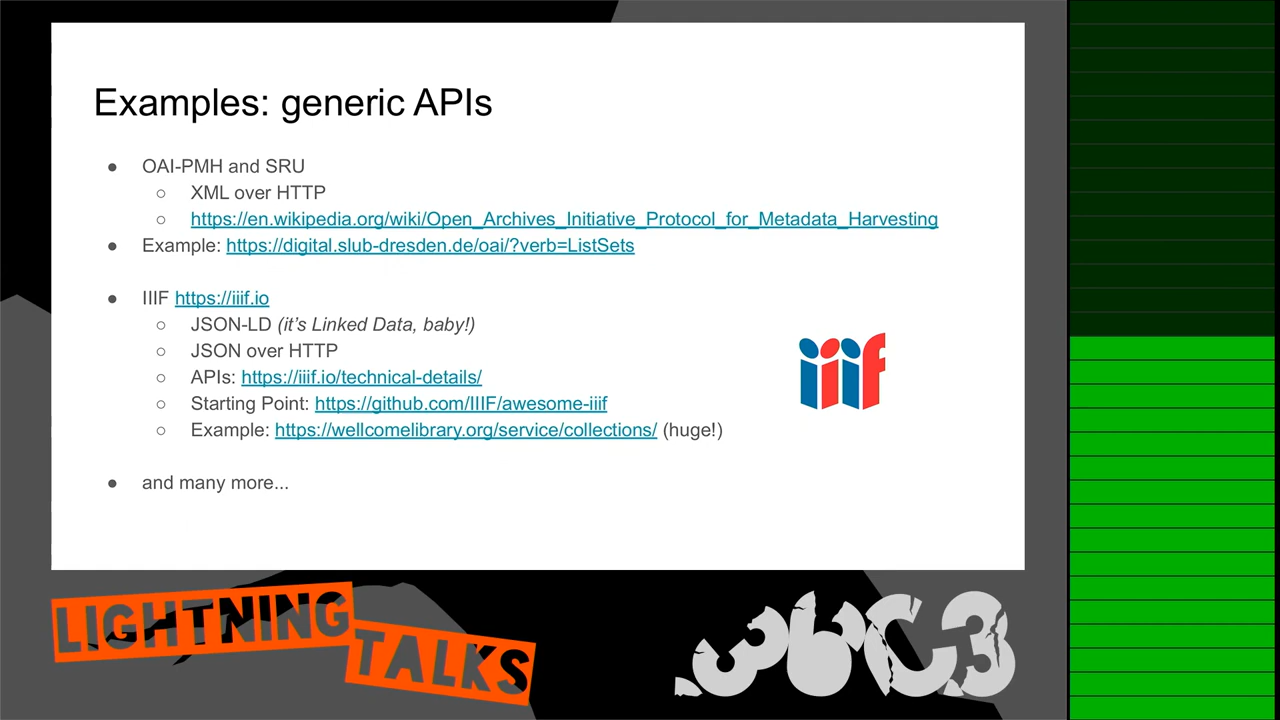 Examples: generic APIs
● OAI-PMH and SRU
○ XML over HTTP
○ https://en.wikipedia.org/wiki/Open_Archives_Initiative_Protocol_for_Metadata_Harvesting
● Example: https://digital.slub-dresden.de/oai/?verb=ListSets
● IIIF https://iiif.io
○ JSON-LD (it's Linked Data, baby!)
○ JSON over HTTP
○ APIs: https://iiif.io/technical-details/
○ Starting Point: https://github.com/IIIF/awesome-iiif
○ Example: https://wellcomelibrary.org/service/collections/ (huge!)
● and many more...
iiif
LIGHTNING
TALKS
.36C3